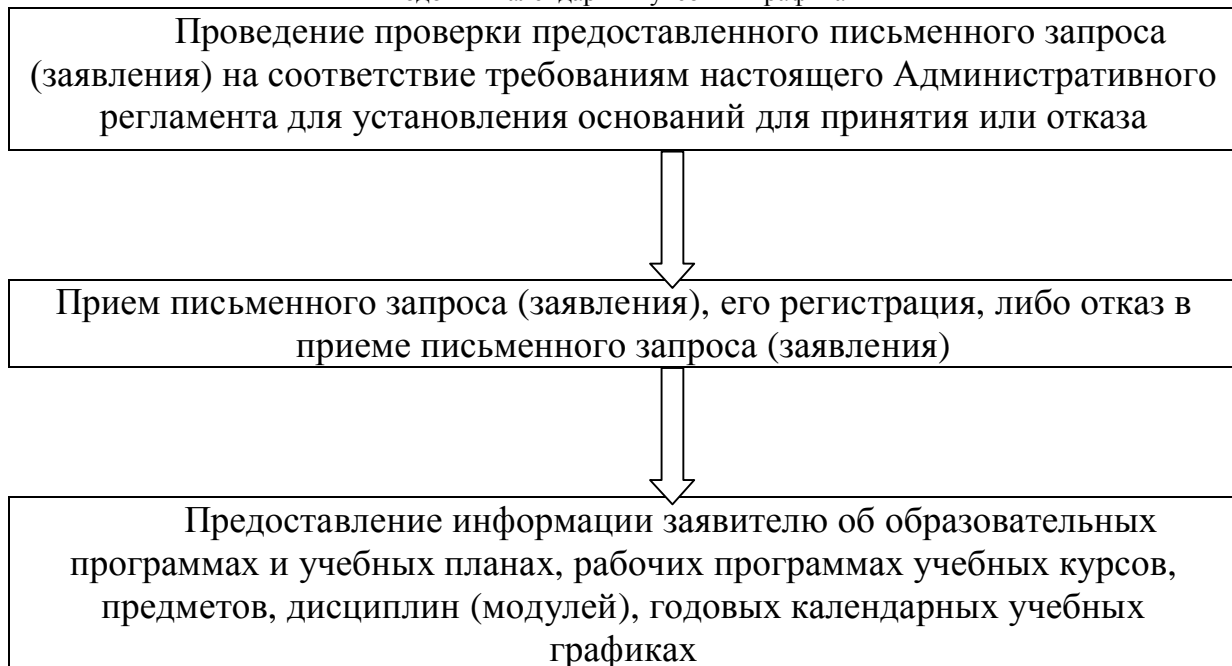 Проведение проверки предоставленного письменного запроса
(заявления) на соответствие требованиям настоящего Административного
регламента для установления оснований для принятия или отказа
Прием письменного запроса (заявления), его регистрация, либо отказ в
приеме письменного запроса (заявления)
Предоставление информации заявителю об образовательных
программах и учебных планах, рабочих программах учебных курсов,
предметов, дисциплин (модулей), годовых календарных учебных
графиках